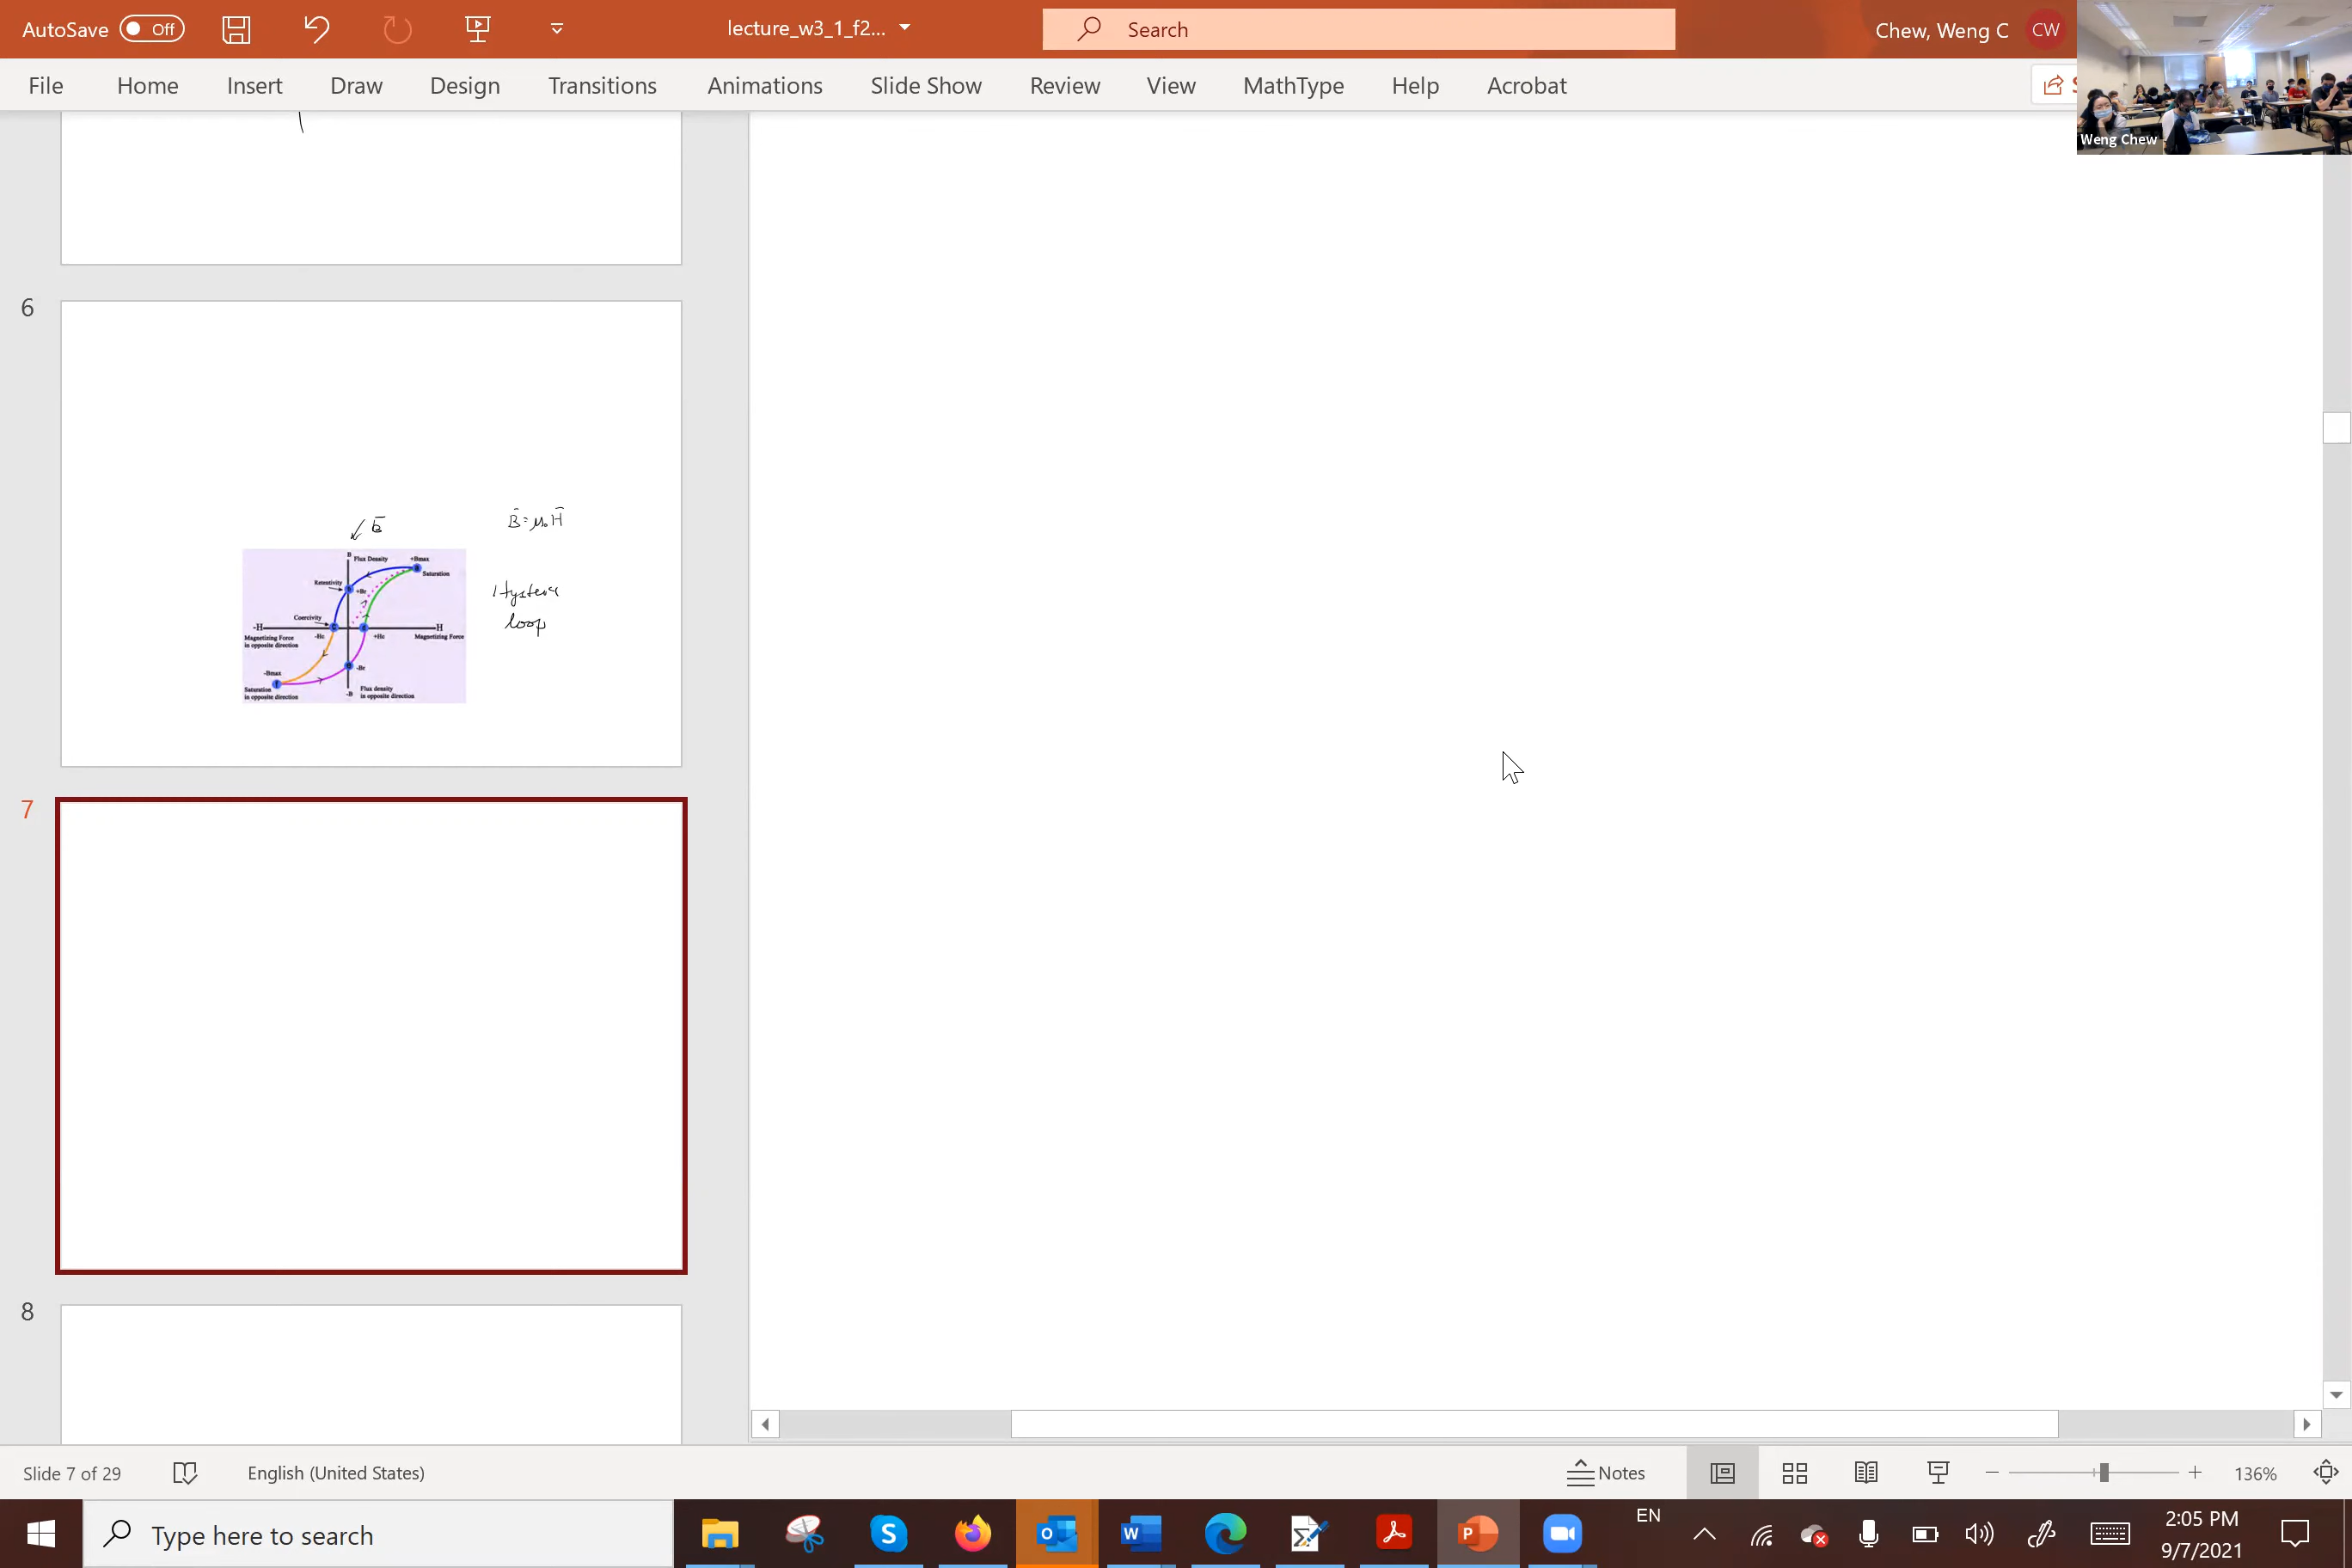 AutoSave Off
lecture_w3_1_f2...
Search
Chew, Weng C
CW
File Home Insert Draw Design Transitions Animations Slide Show Review View MathType Help Acrobat
S
Weng Chew
6
B̄
B̄ = μ₀H̄
B
Flux Density
+Bmax
Saturation
Retentivity
+Br
Coercivity
-H
H
Magnetizing Force
in opposite direction
-Hc
+Hc
Magnetizing Force
-Bmax
Saturation
in opposite direction
-Br
-B
Flux density
in opposite direction
loop
7
8
Slide 7 of 29
English (United States)
Notes
136%
Type here to search
EN
2:05 PM
9/7/2021